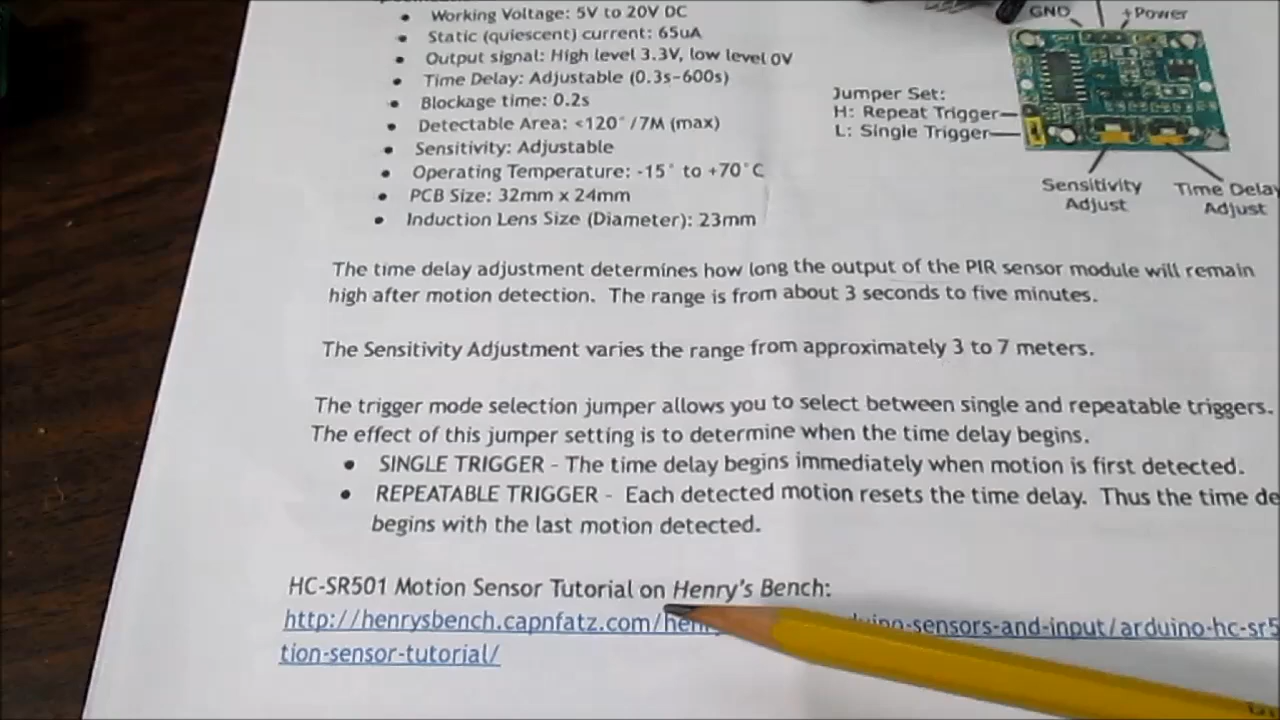 Working Voltage: 5V to 20V DC
Static (quiescent) current: 65uA
Output signal: High level 3.3V, low level 0V
Time Delay: Adjustable (0.3s-600s)
Blockage time: 0.2s
Detectable Area: <120°/7M (max)
Sensitivity: Adjustable
Operating Temperature: -15° to +70°C
PCB Size: 32mm x 24mm
Induction Lens Size (Diameter): 23mm
GND
+Power
Jumper Set:
H: Repeat Trigger
L: Single Trigger
Sensitivity
Adjust
Time Delay
Adjust
The time delay adjustment determines how long the output of the PIR sensor module will remain
high after motion detection. The range is from about 3 seconds to five minutes.
The Sensitivity Adjustment varies the range from approximately 3 to 7 meters.
The trigger mode selection jumper allows you to select between single and repeatable triggers.
The effect of this jumper setting is to determine when the time delay begins.
SINGLE TRIGGER - The time delay begins immediately when motion is first detected.
REPEATABLE TRIGGER - Each detected motion resets the time delay. Thus the time de
begins with the last motion detected.
HC-SR501 Motion Sensor Tutorial on Henry's Bench:
http://henrysbench.capnfatz.com/hen uino-sensors-and-input/arduino-hc-sr5
tion-sensor-tutorial/